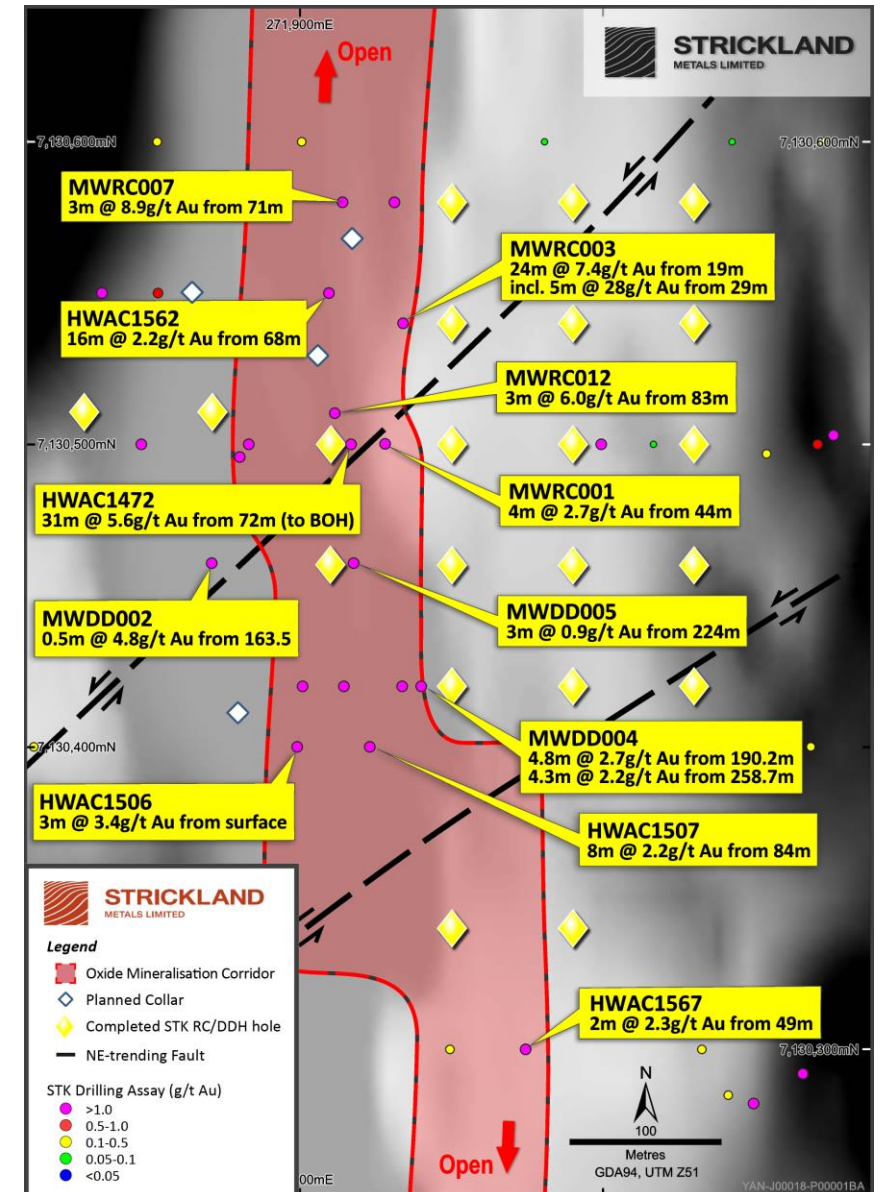 271,900mE
Open
STRICKLAND
METALS LIMITED
7,130,600mN
7,130,600mN
MWRC007
3m @ 8.9g/t Au from 71m
MWRC003
24m @ 7.4g/t Au from 19m
incl. 5m @ 28g/t Au from 29m
HWAC1562
16m @ 2.2g/t Au from 68m
MWRC012
3m @ 6.0g/t Au from 83m
7,130,500mN
HWAC1472
31m @ 5.6g/t Au from 72m (to BOH)
MWRC001
4m @ 2.7g/t Au from 44m
MWDD002
0.5m @ 4.8g/t Au from 163.5
MWDD005
3m @ 0.9g/t Au from 224m
MWDD004
4.8m @ 2.7g/t Au from 190.2m
4.3m @ 2.2g/t Au from 258.7m
7,130,400mN
HWAC1506
3m @ 3.4g/t Au from surface
HWAC1507
8m @ 2.2g/t Au from 84m
HWAC1567
2m @ 2.3g/t Au from 49m
7,130,300mN
STRICKLAND
METALS LIMITED
Legend
Oxide Mineralisation Corridor
Planned Collar
Completed STK RC/DDH hole
NE-trending Fault
STK Drilling Assay (g/t Au)
>1.0
0.5-1.0
0.1-0.5
0.05-0.1
<0.05
00mE
Open
N
100
Metres
GDA94, UTM Z51
YAN-J00018-P00001BA